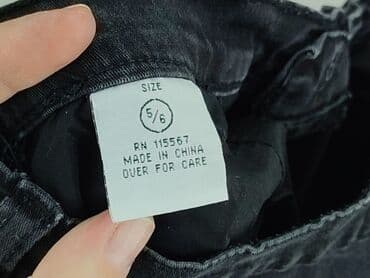 SIZE
5/6
RN 115567
MADE IN CHINA
OVER FOR CARE